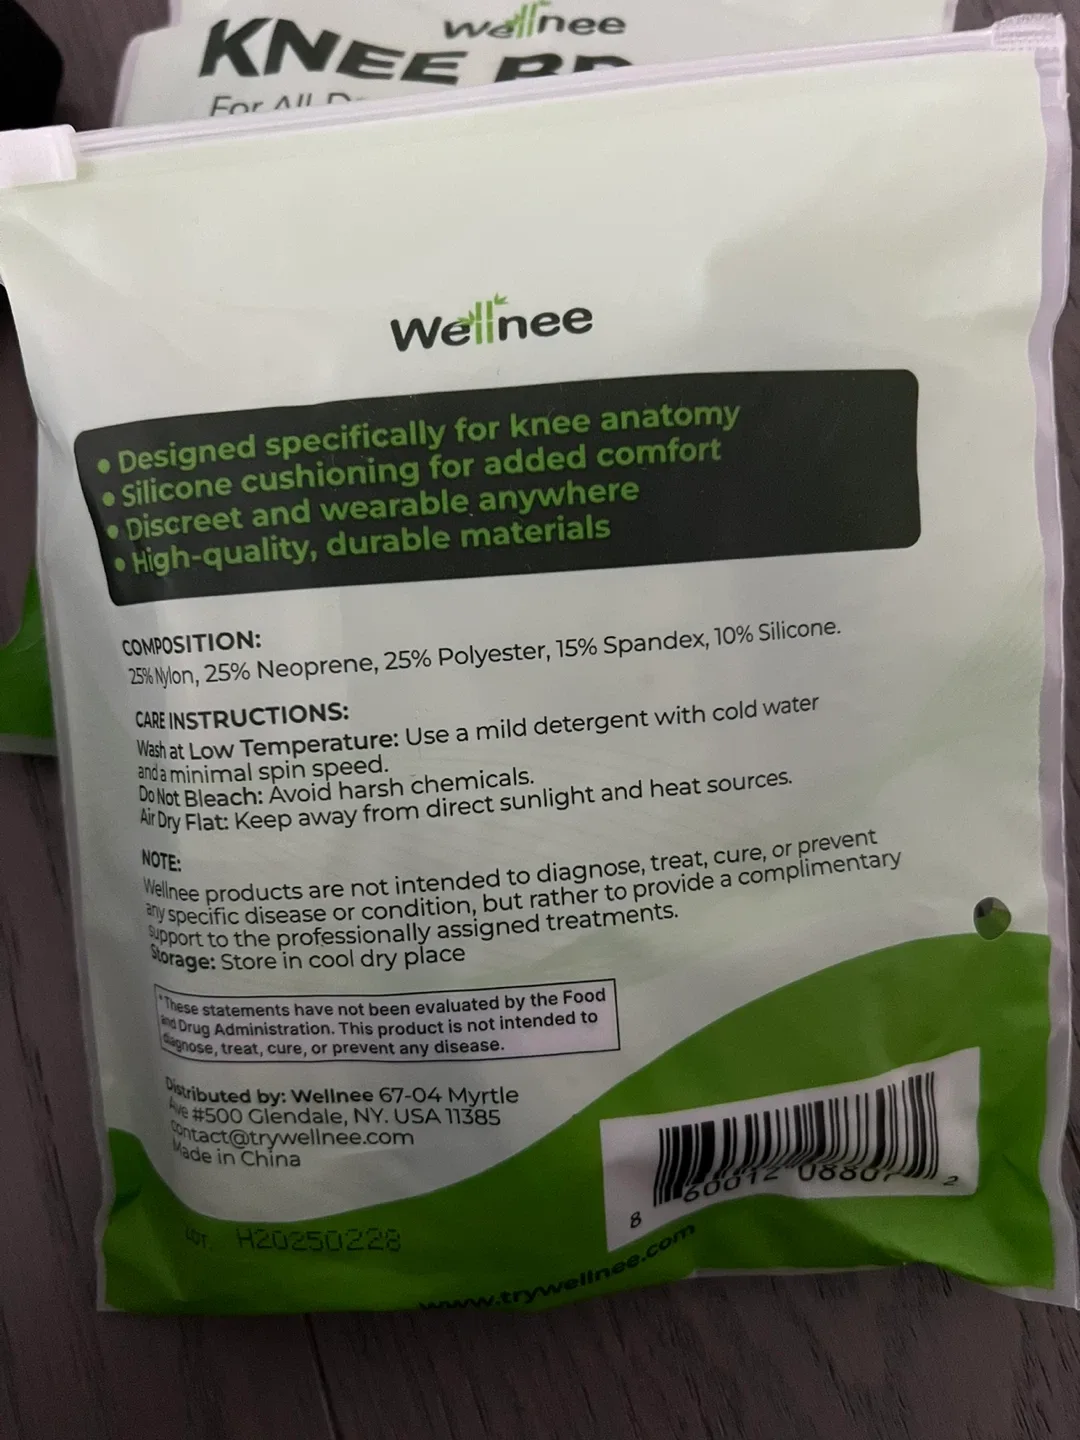 Wellnee
KNEE
For All
Wellnee
• Designed specifically for knee anatomy
• Silicone cushioning for added comfort
• Discreet and wearable anywhere
• High-quality, durable materials
COMPOSITION:
25% Nylon, 25% Neoprene, 25% Polyester, 15% Spandex, 10% Silicone.
CARE INSTRUCTIONS:
Wash at Low Temperature: Use a mild detergent with cold water
and a minimal spin speed.
Do Not Bleach: Avoid harsh chemicals.
Air Dry Flat: Keep away from direct sunlight and heat sources.
NOTE:
Wellnee products are not intended to diagnose, treat, cure, or prevent
any specific disease or condition, but rather to provide a complimentary
support to the professionally assigned treatments.
Storage: Store in cool dry place
*These statements have not been evaluated by the Food
and Drug Administration. This product is not intended to
diagnose, treat, cure, or prevent any disease.
Distributed by: Wellnee 67-04 Myrtle
Ave #500 Glendale, NY. USA 11385
contact@trywellnee.com
Made in China
LOT. H20250228
8 60012 08807 2
www.trywellnee.com